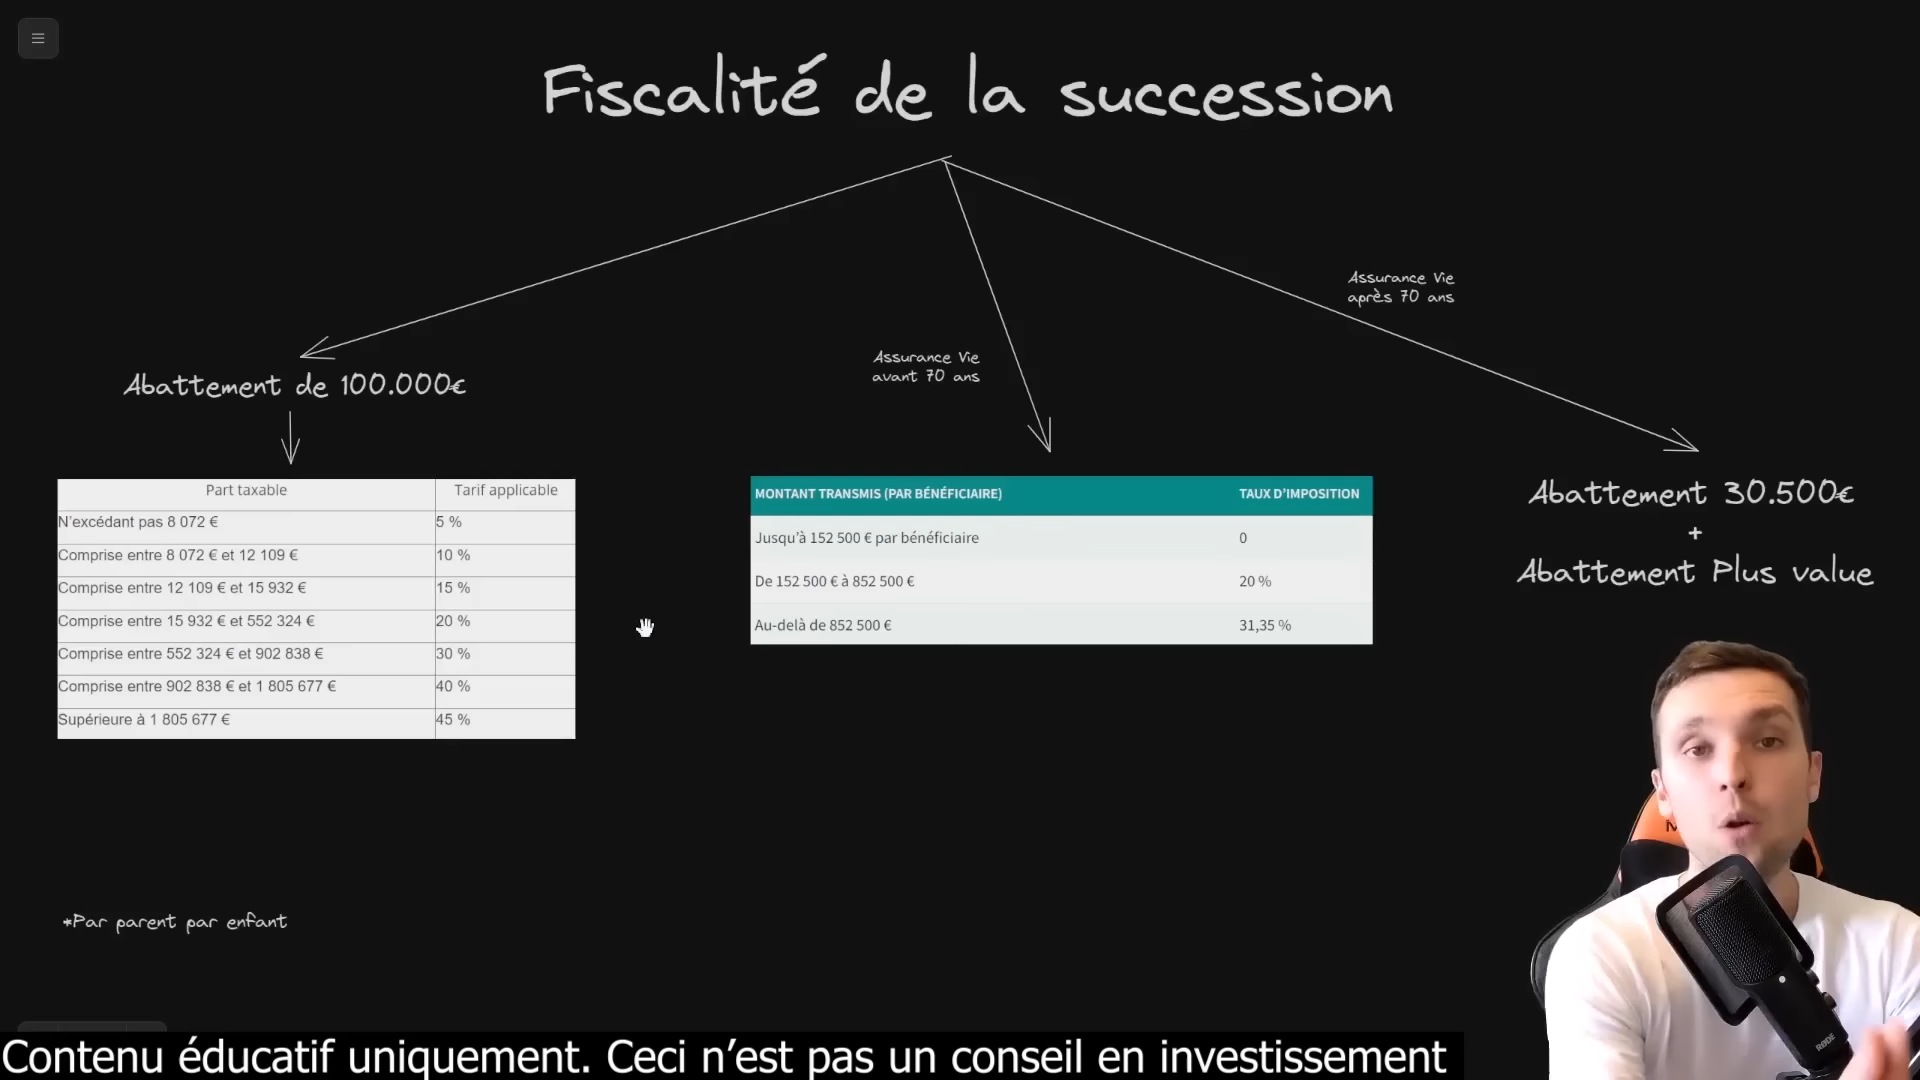 Fiscalité de la succession
Assurance Vie
après 70 ans
Assurance Vie
avant 70 ans
Abattement de 100.000€
Part taxable Tarif applicable
N'excédant pas 8 072 € 5 %
Comprise entre 8 072 € et 12 109 € 10 %
Comprise entre 12 109 € et 15 932 € 15 %
Comprise entre 15 932 € et 552 324 € 20 %
Comprise entre 552 324 € et 902 838 € 30 %
Comprise entre 902 838 € et 1 805 677 € 40 %
Supérieure à 1 805 677 € 45 %
MONTANT TRANSMIS (PAR BÉNÉFICIAIRE) TAUX D'IMPOSITION
Jusqu'à 152 500 € par bénéficiaire 0
De 152 500 € à 852 500 € 20 %
Au-delà de 852 500 € 31,35 %
Abattement 30.500€
+
Abattement Plus value
*Par parent par enfant
RØDE
Contenu éducatif uniquement. Ceci n'est pas un conseil en investissement